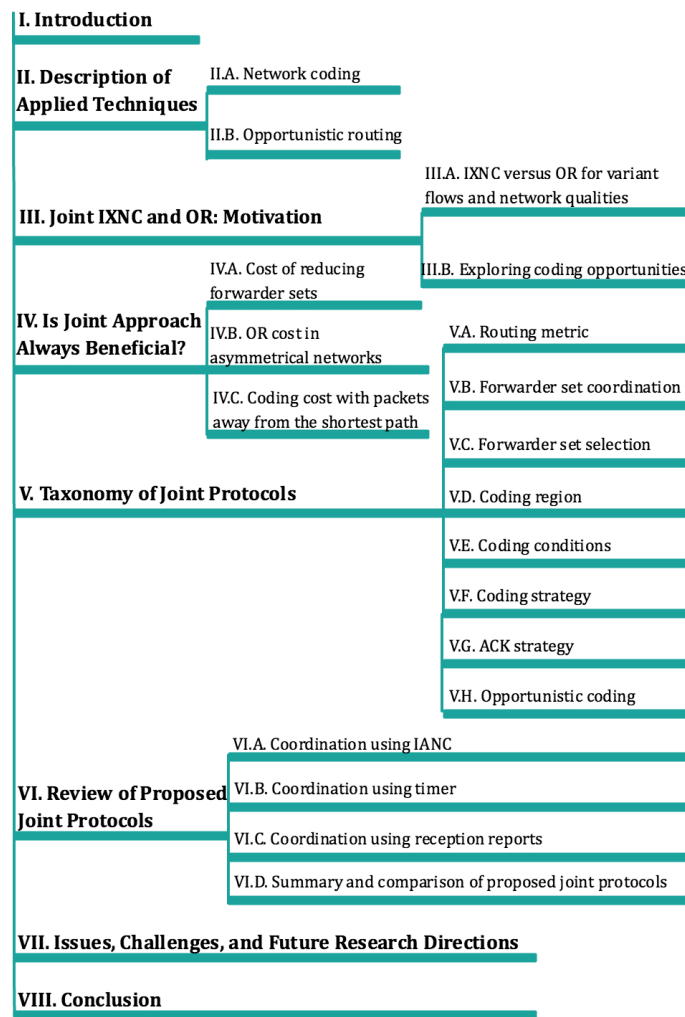 I. Introduction
II. Description of
Applied Techniques
II.A. Network coding
II.B. Opportunistic routing
III. Joint IXNC and OR: Motivation
III.A. IXNC versus OR for variant
flows and network qualities
III.B. Exploring coding opportunities
IV. Is Joint Approach
Always Beneficial?
IV.A. Cost of reducing
forwarder sets
IV.B. OR cost in
asymmetrical networks
IV.C. Coding cost with packets
away from the shortest path
V. Taxonomy of Joint Protocols
V.A. Routing metric
V.B. Forwarder set coordination
V.C. Forwarder set selection
V.D. Coding region
V.E. Coding conditions
V.F. Coding strategy
V.G. ACK strategy
V.H. Opportunistic coding
VI. Review of Proposed
Joint Protocols
VI.A. Coordination using IANC
VI.B. Coordination using timer
VI.C. Coordination using reception reports
VI.D. Summary and comparison of proposed joint protocols
VII. Issues, Challenges, and Future Research Directions
VIII. Conclusion